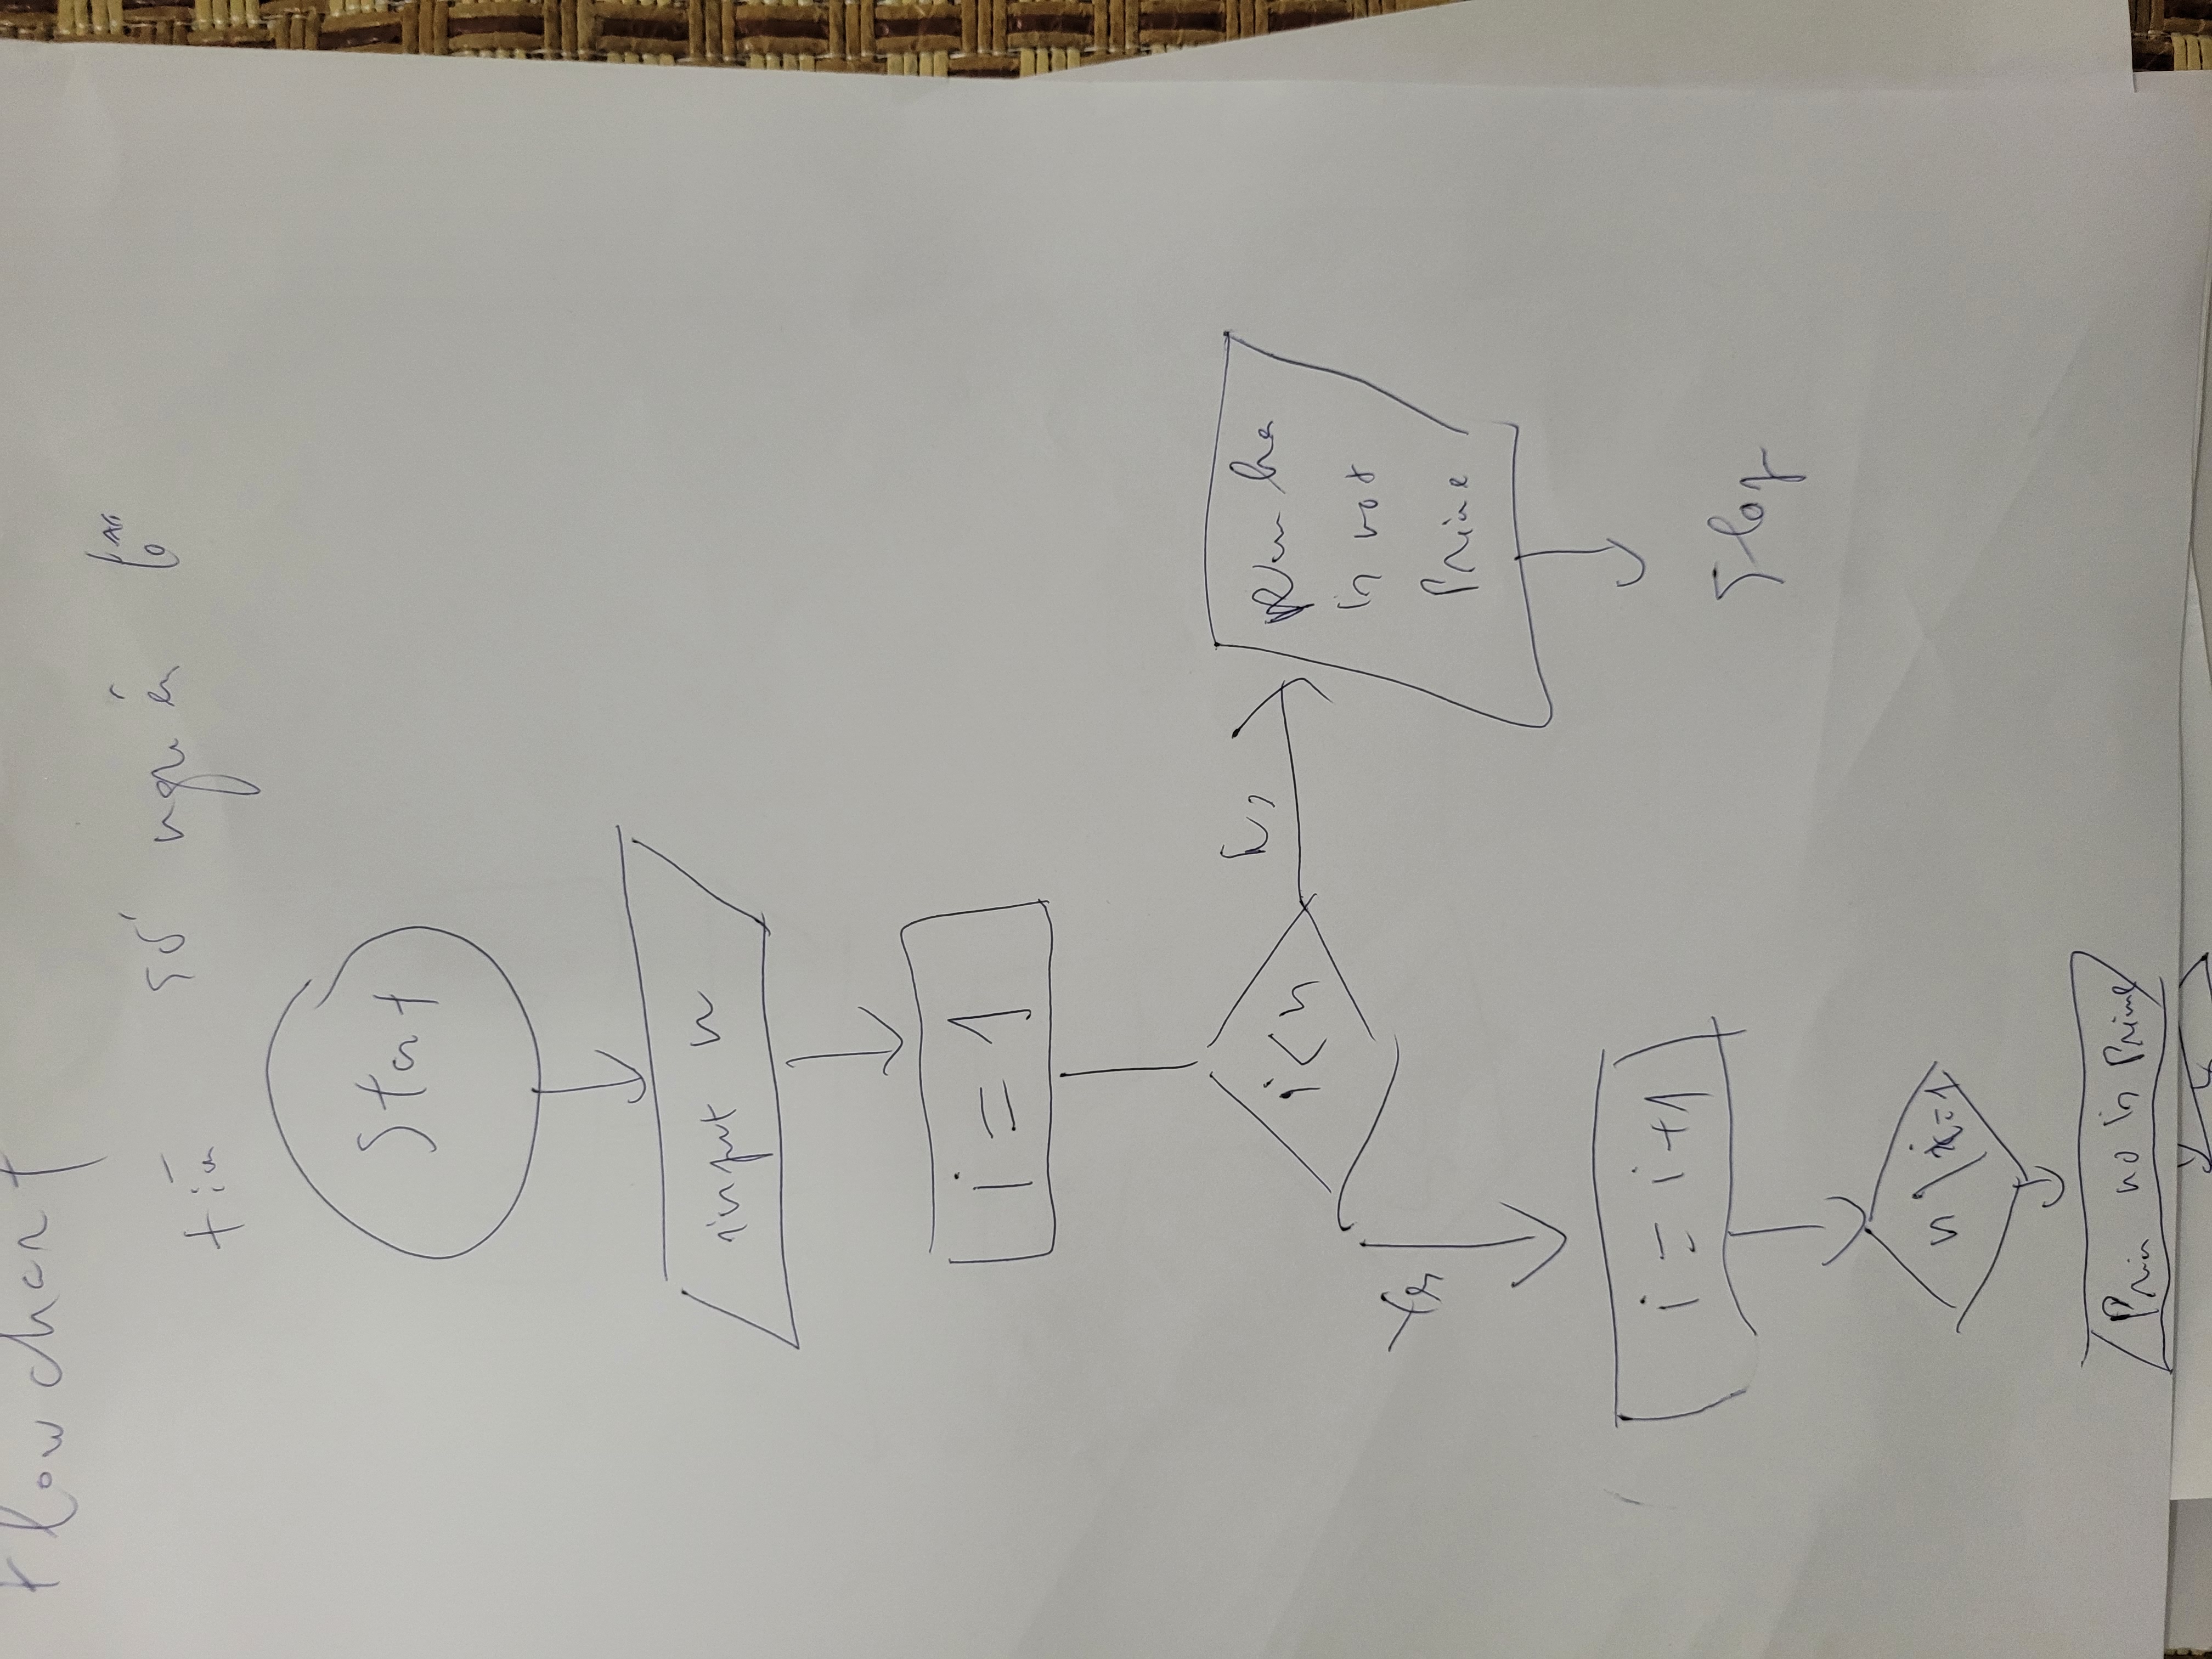 Flowchart
tìm số nguyên tố
Start
input n
i = 1
i < n
No
is not
Prime
Yes
i = i+1
Stop
n \ i = 1
Prin no is Prime